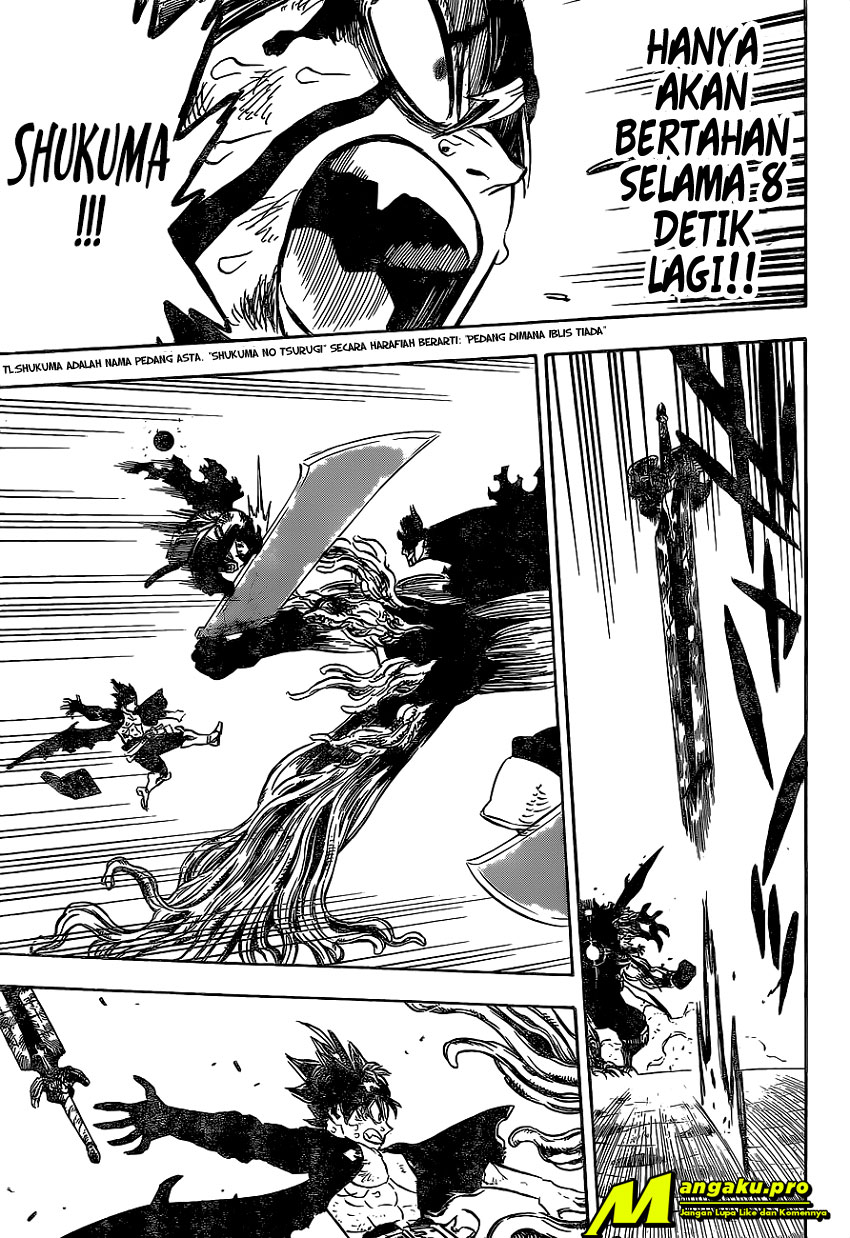 HANYA
AKAN
BERTAHAN
SELAMA 8
DETIK
LAGI!!
SHUKUMA
!!!
TL.SHUKUMA ADALAH NAMA PEDANG ASTA. "SHUKUMA NO TSURUGI" SECARA HARAFIAH BERARTI: "PEDANG DIMANA IBLIS TIADA"
Mangaku.pro
Jangan Lupa Like dan Komennya